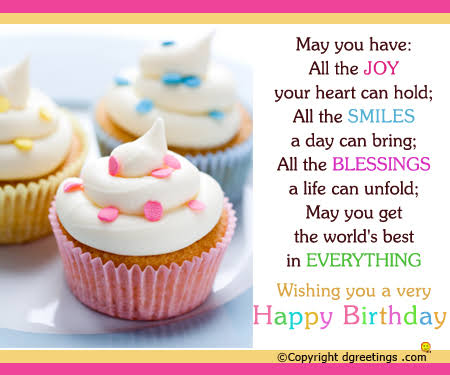 May you have:
All the JOY
your heart can hold;
All the SMILES
a day can bring;
All the BLESSINGS
a life can unfold;
May you get
the world's best
in EVERYTHING
Wishing you a very
Happy Birthday
©Copyright dgreetings .com